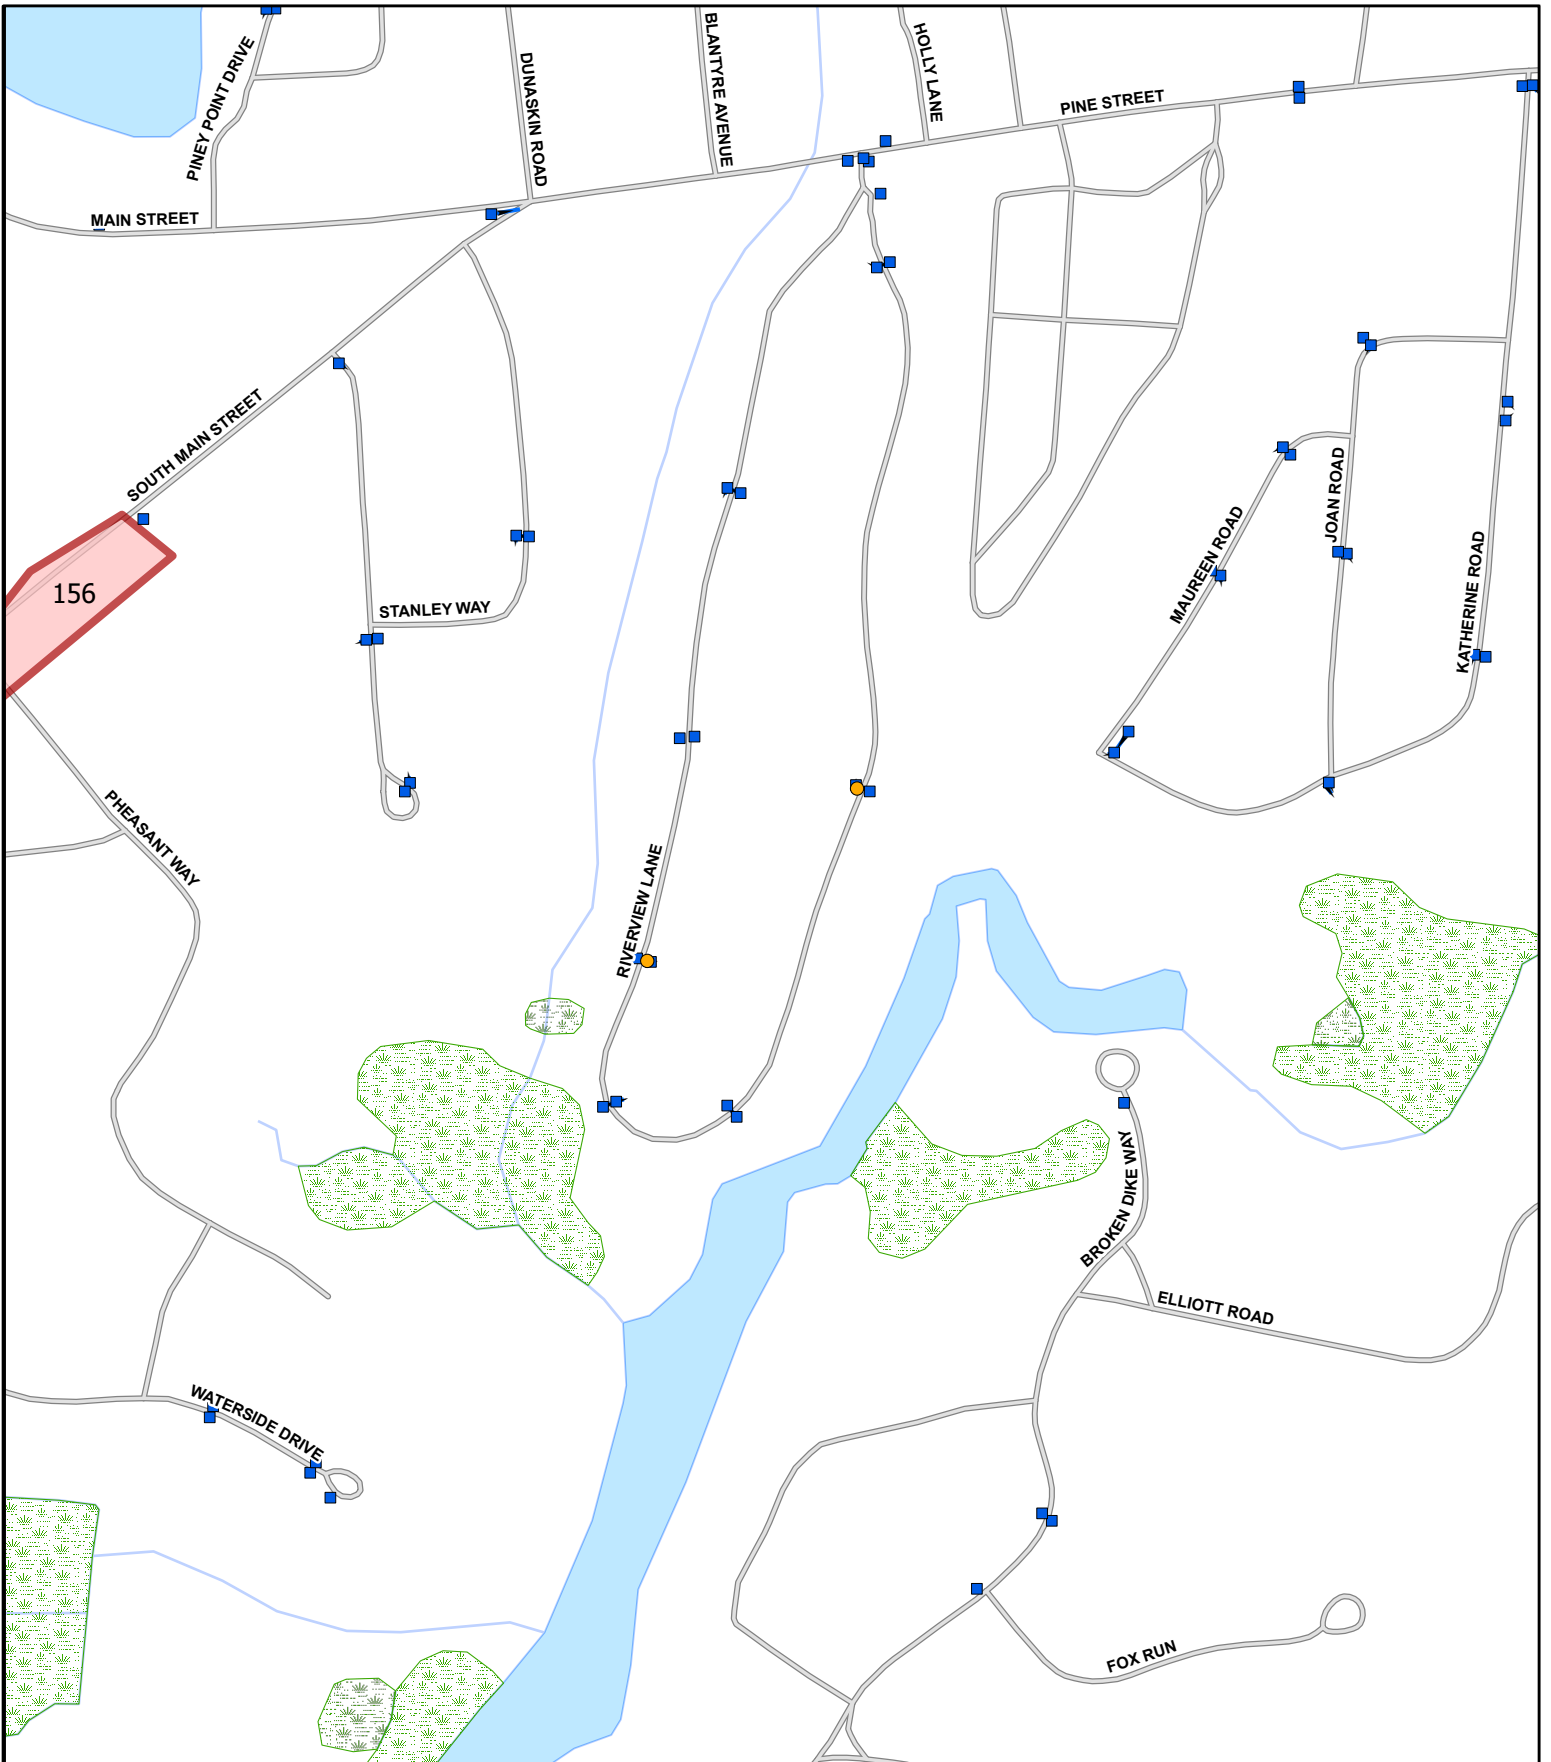 PINEY POINT DRIVE
DUNASKIN ROAD
BLANTYRE AVENUE
HOLLY LANE
PINE STREET
MAIN STREET
SOUTH MAIN STREET
156
STANLEY WAY
MAUREEN ROAD
JOAN ROAD
KATHERINE ROAD
PHEASANT WAY
RIVERVIEW LANE
BROKEN DIKE WAY
ELLIOTT ROAD
WATERSIDE DRIVE
FOX RUN